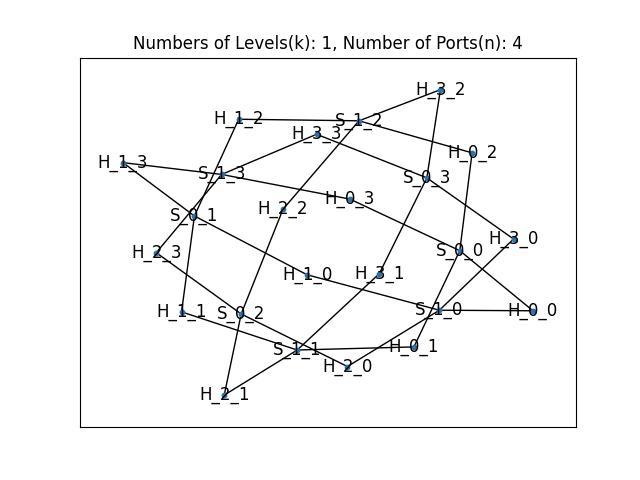 Numbers of Levels(k): 1, Number of Ports(n): 4
H_3_2
H_1_2
S_1_2
H_3_3
H_0_2
H_1_3
S_1_3
S_0_3
H_0_3
H_2_2
S_0_1
H_3_0
S_0_0
H_2_3
H_1_0
H_3_1
S_1_0
H_0_0
H_1_1
S_0_2
H_0_1
S_1_1
H_2_0
H_2_1